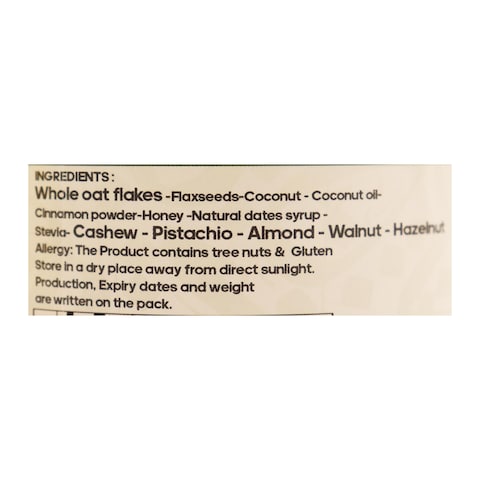 INGREDIENTS :
Whole oat flakes -Flaxseeds-Coconut - Coconut oil-
Cinnamon powder-Honey -Natural dates syrup -
Stevia- Cashew - Pistachio - Almond - Walnut - Hazelnut
Allergy: The Product contains tree nuts & Gluten
Store in a dry place away from direct sunlight.
Production, Expiry dates and weight
are written on the pack.